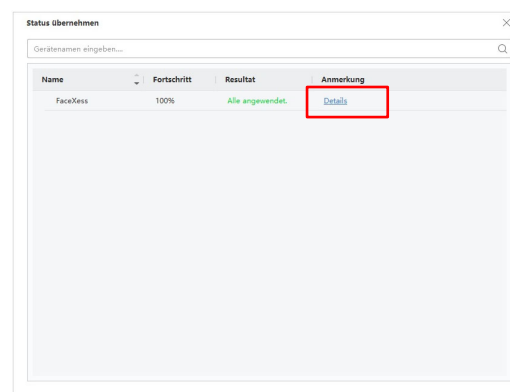 Status übernehmen
Gerätenamen eingeben....
Name Fortschritt Resultat Anmerkung
FaceXess 100% Alle angewendet. Details